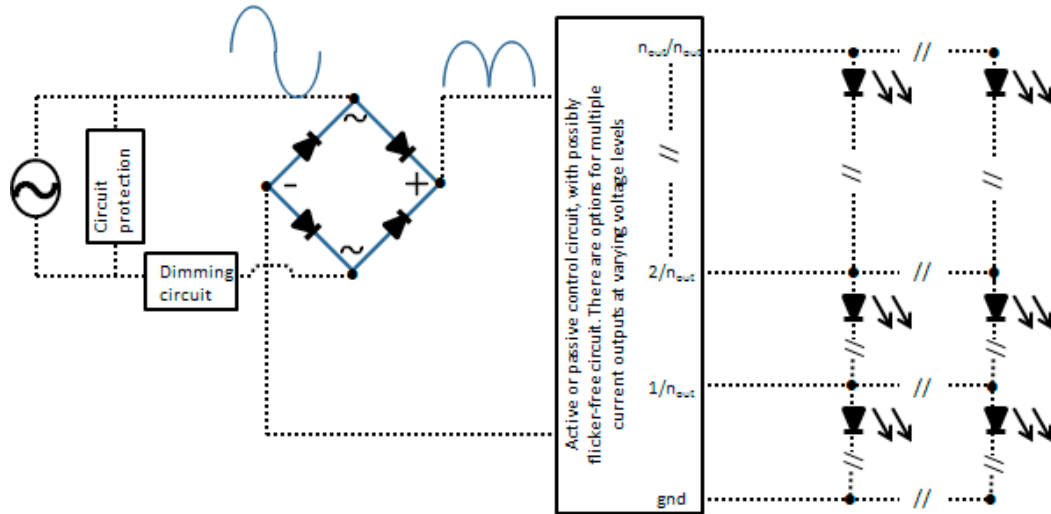 Circuit
protection
Dimming
circuit
~
-
+
~
Active or passive control circuit, with possibly
flicker-free circuit. There are options for multiple
current outputs at varying voltage levels
nout/nout
2/nout
1/nout
gnd